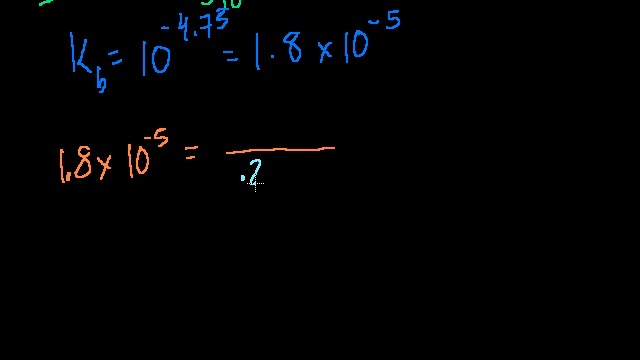 K_b = 10^-4.75 = 1.8 x 10^-5
1.8 x 10^-5 =
.2